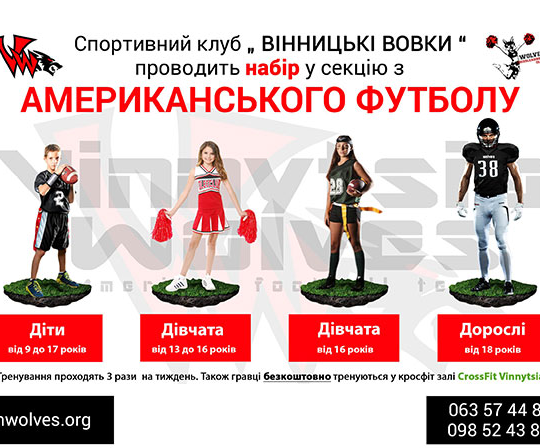 Спортивний клуб „ ВІННИЦЬКІ ВОВКИ “
проводить набір у секцію з
АМЕРИКАНСЬКОГО ФУТБОЛУ
WOLVES
Vinnytsia
Wolves
american football
2
28
WOLVES
38
Діти
від 9 до 17 років
Дівчата
від 13 до 16 років
Дівчата
від 16 років
Дорослі
від 18 років
Тренування проходять 3 рази на тиждень. Також гравці безкоштовно тренуються у кросфіт залі CrossFit Vinnytsia
nwolves.org
063 57 44 8
098 52 43 8